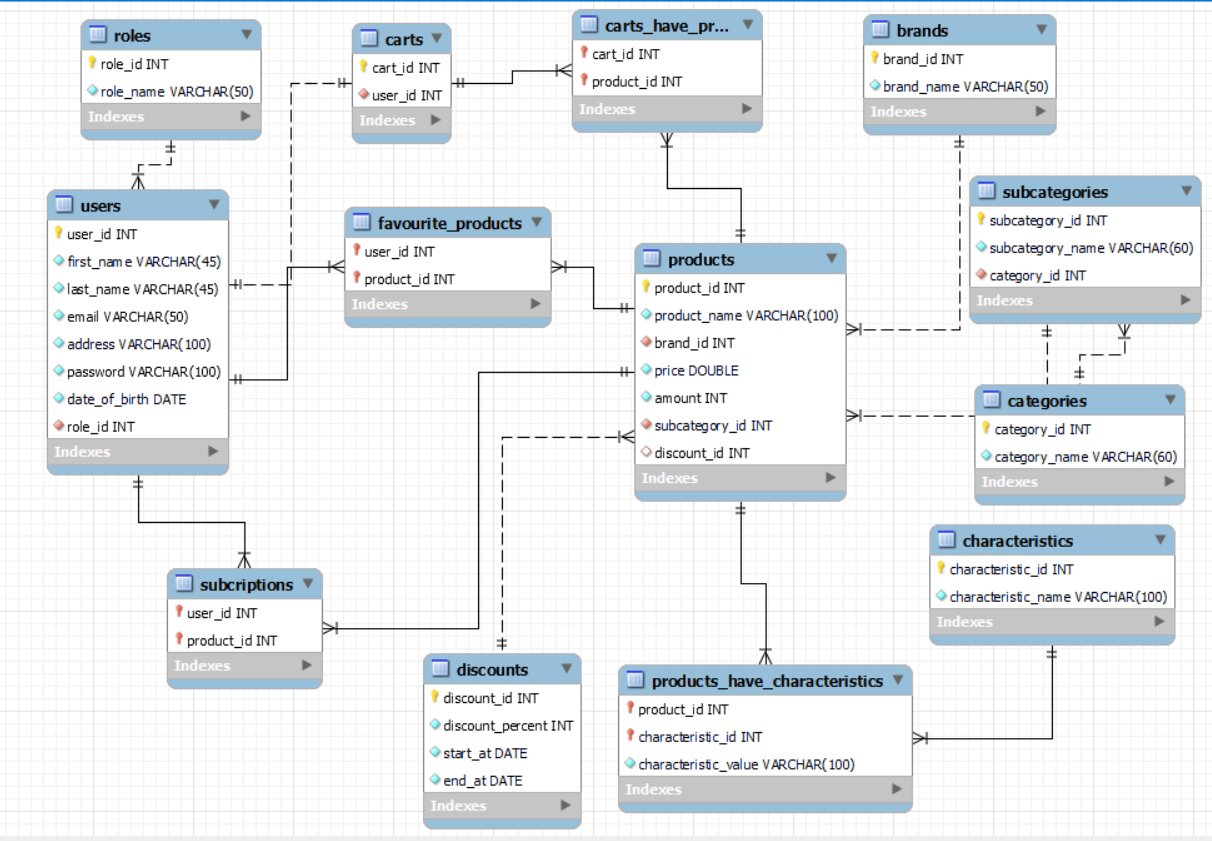 roles
role_id INT
role_name VARCHAR(50)
Indexes
carts
cart_id INT
user_id INT
Indexes
carts_have_pr...
cart_id INT
product_id INT
Indexes
brands
brand_id INT
brand_name VARCHAR(50)
Indexes
users
user_id INT
first_name VARCHAR(45)
last_name VARCHAR(45)
email VARCHAR(50)
address VARCHAR(100)
password VARCHAR(100)
date_of_birth DATE
role_id INT
Indexes
favourite_products
user_id INT
product_id INT
Indexes
products
product_id INT
product_name VARCHAR(100)
brand_id INT
price DOUBLE
amount INT
subcategory_id INT
discount_id INT
Indexes
subcategories
subcategory_id INT
subcategory_name VARCHAR(60)
category_id INT
Indexes
categories
category_id INT
category_name VARCHAR(60)
Indexes
characteristics
characteristic_id INT
characteristic_name VARCHAR(100)
Indexes
subcriptions
user_id INT
product_id INT
Indexes
discounts
discount_id INT
discount_percent INT
start_at DATE
end_at DATE
Indexes
products_have_characteristics
product_id INT
characteristic_id INT
characteristic_value VARCHAR(100)
Indexes